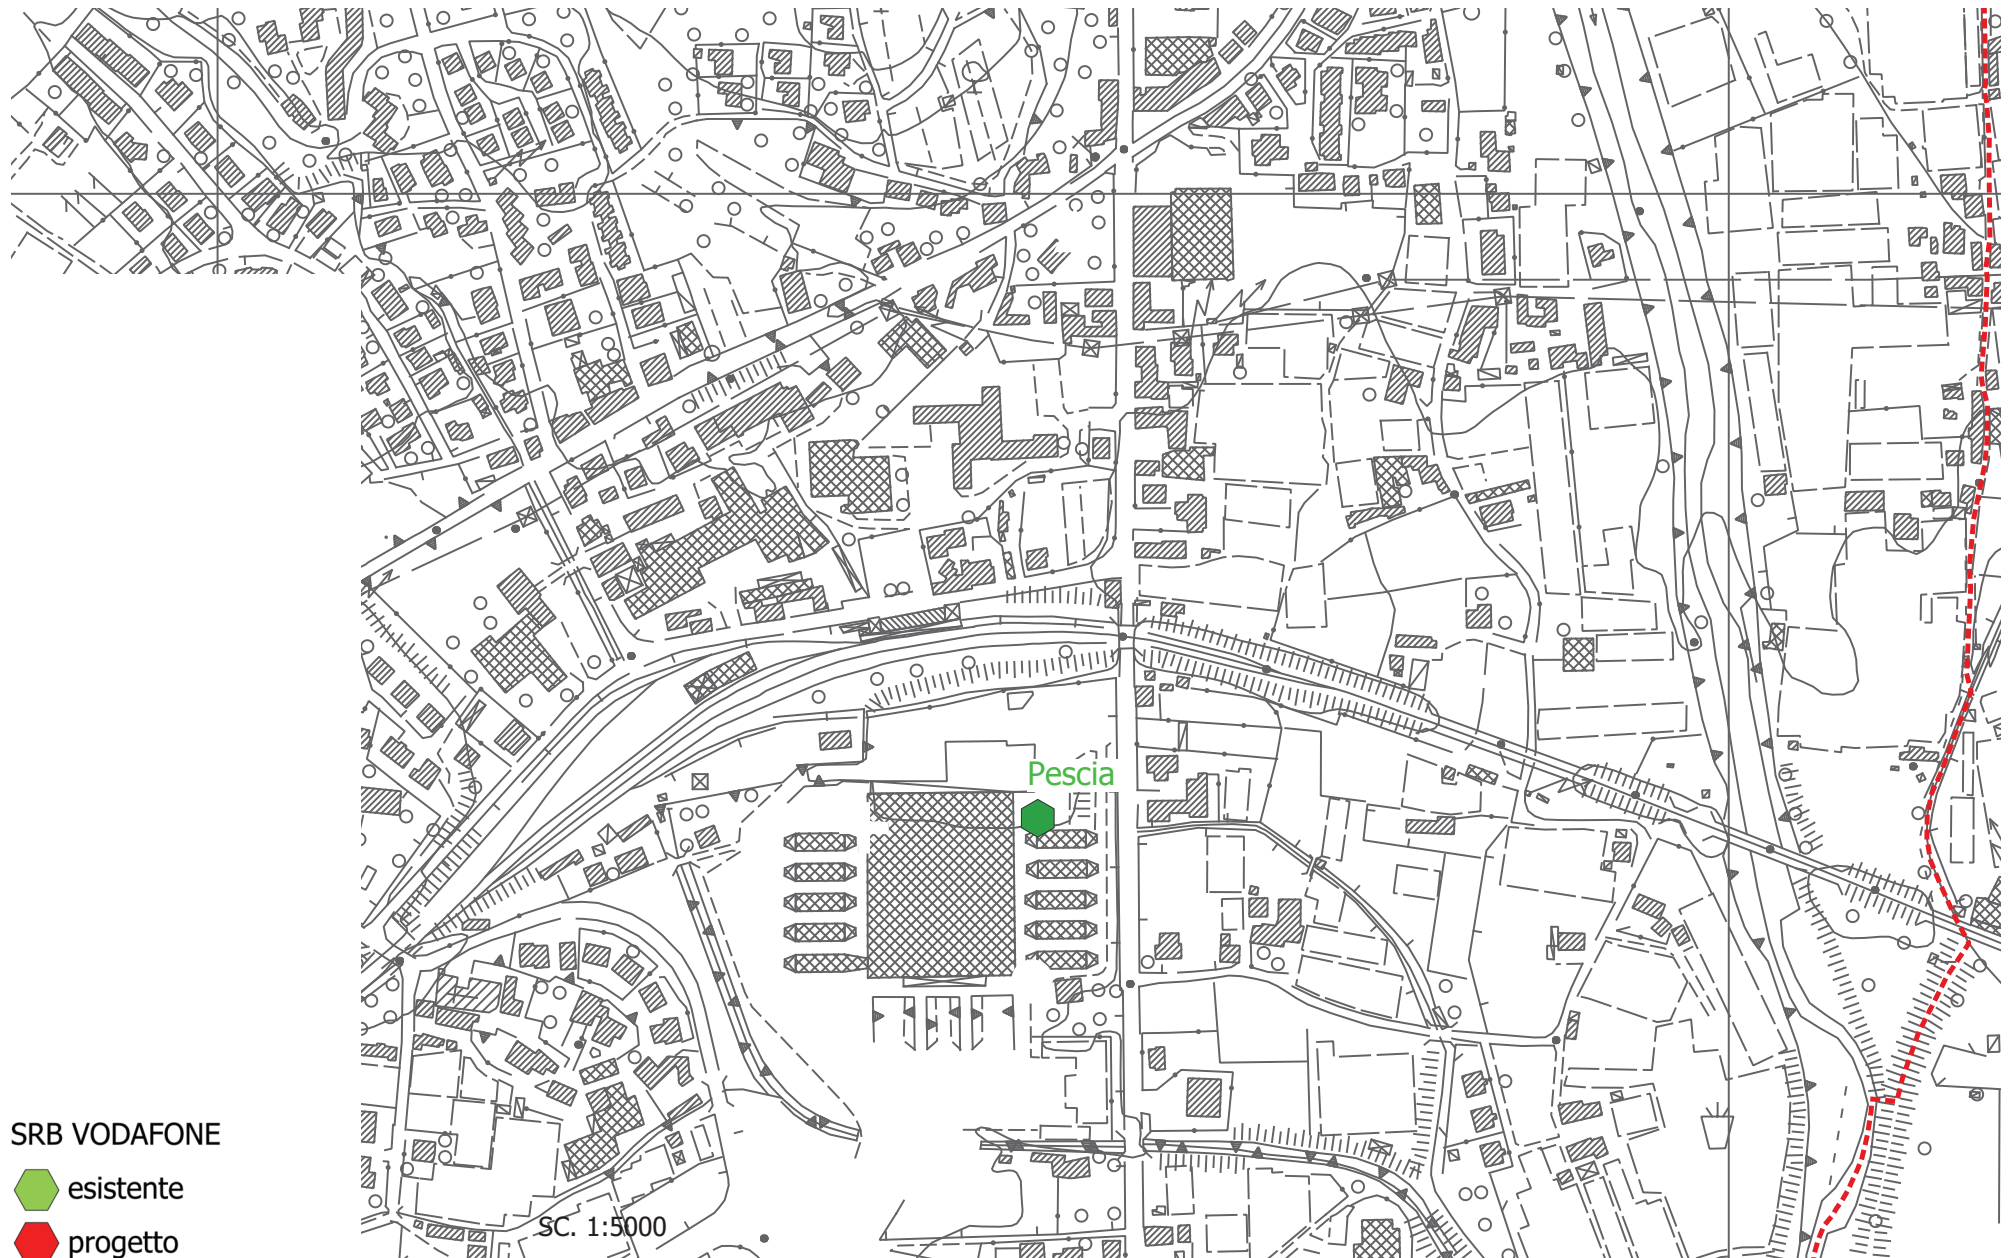 Pescia
SRB VODAFONE
esistente
SC. 1:5000
progetto